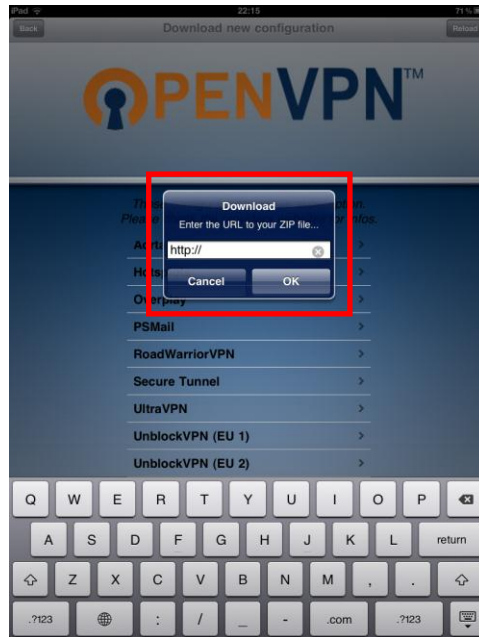 iPad 22:15 71 %
Back Download new configuration Reload
OPENVPN™
Download
Enter the URL to your ZIP file...
http://
Cancel OK
Overplay >
PSMail >
RoadWarriorVPN >
Secure Tunnel >
UltraVPN >
UnblockVPN (EU 1) >
UnblockVPN (EU 2) >
Q W E R T Y U I O P
A S D F G H J K L return
Z X C V B N M , .
.?123 : / _ - .com .?123